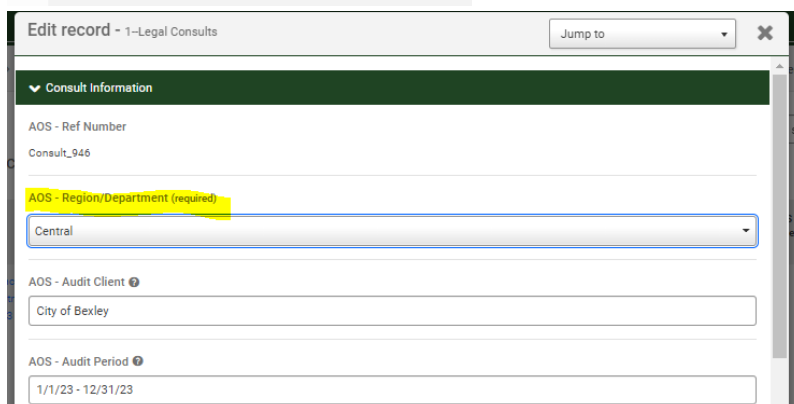 Edit record - 1--Legal Consults
Jump to
Consult Information
AOS - Ref Number
Consult_946
AOS - Region/Department (required)
Central
AOS - Audit Client
City of Bexley
AOS - Audit Period
1/1/23 - 12/31/23